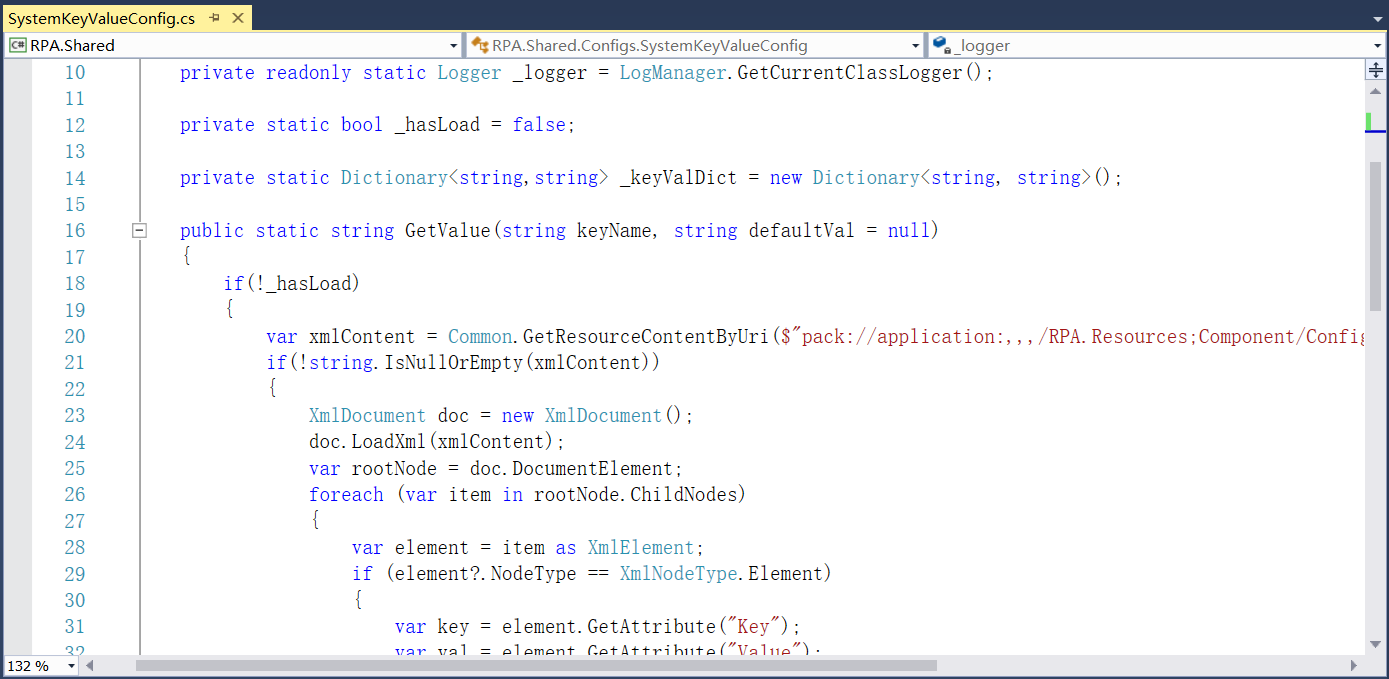 SystemKeyValueConfig.cs
C# RPA.Shared
RPA.Shared.Configs.SystemKeyValueConfig
_logger
10 private readonly static Logger _logger = LogManager.GetCurrentClassLogger();
11
12 private static bool _hasLoad = false;
13
14 private static Dictionary<string,string> _keyValDict = new Dictionary<string, string>();
15
16 public static string GetValue(string keyName, string defaultVal = null)
17 {
18 if(!_hasLoad)
19 {
20 var xmlContent = Common.GetResourceContentByUri($"pack://application:,,,/RPA.Resources;Component/Config
21 if(!string.IsNullOrEmpty(xmlContent))
22 {
23 XmlDocument doc = new XmlDocument();
24 doc.LoadXml(xmlContent);
25 var rootNode = doc.DocumentElement;
26 foreach (var item in rootNode.ChildNodes)
27 {
28 var element = item as XmlElement;
29 if (element?.NodeType == XmlNodeType.Element)
30 {
31 var key = element.GetAttribute("Key");
32 var val = element.GetAttribute("Value");
132 %